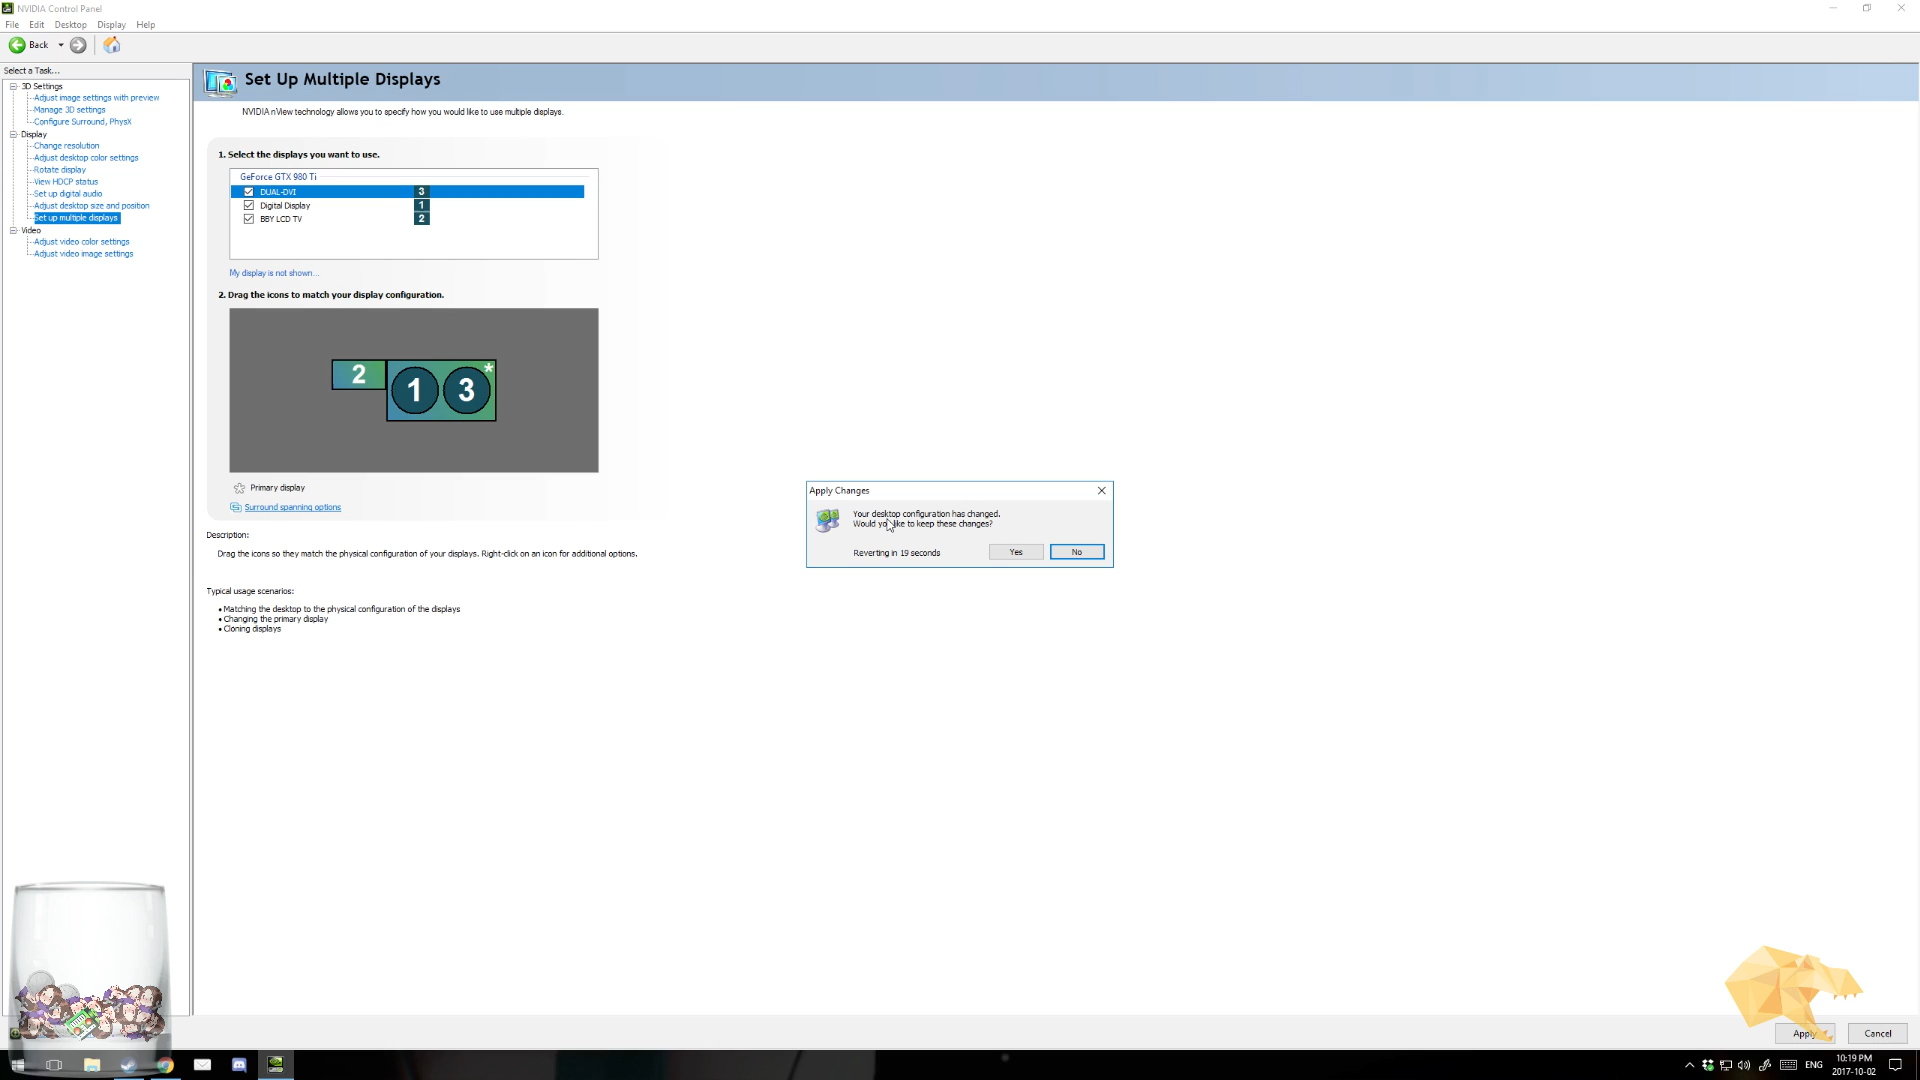 NVIDIA Control Panel
File Edit Desktop Display Help
Back
Select a Task...
3D Settings
Adjust image settings with preview
Manage 3D settings
Configure Surround, PhysX
Display
Change resolution
Adjust desktop color settings
Rotate display
View HDCP status
Set up digital audio
Adjust desktop size and position
Set up multiple displays
Video
Adjust video color settings
Adjust video image settings
Set Up Multiple Displays
NVIDIA nView technology allows you to specify how you would like to use multiple displays.
1. Select the displays you want to use.
GeForce GTX 980 Ti
DUAL-DVI 3
Digital Display 1
BBY LCD TV 2
My display is not shown...
2. Drag the icons to match your display configuration.
2 1 3 *
Primary display
Surround spanning options
Description:
Drag the icons so they match the physical configuration of your displays. Right-click on an icon for additional options.
Typical usage scenarios:
• Matching the desktop to the physical configuration of the displays
• Changing the primary display
• Cloning displays
Apply Changes
Your desktop configuration has changed.
Would you like to keep these changes?
Reverting in 19 seconds Yes No
Apply Cancel
ENG
10:19 PM
2017-10-02